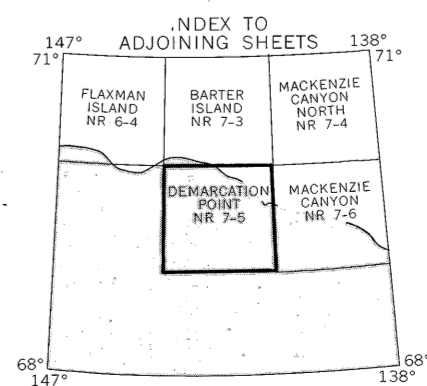 .NDEX TO
ADJOINING SHEETS
147°
138°
71°
71°
FLAXMAN
ISLAND
NR 6-4
BARTER
ISLAND
NR 7-3
MACKENZIE
CANYON
NORTH
NR 7-4
DEMARCATION
POINT
NR 7-5
MACKENZIE
CANYON
NR 7-6
68°
68°
147°
138°